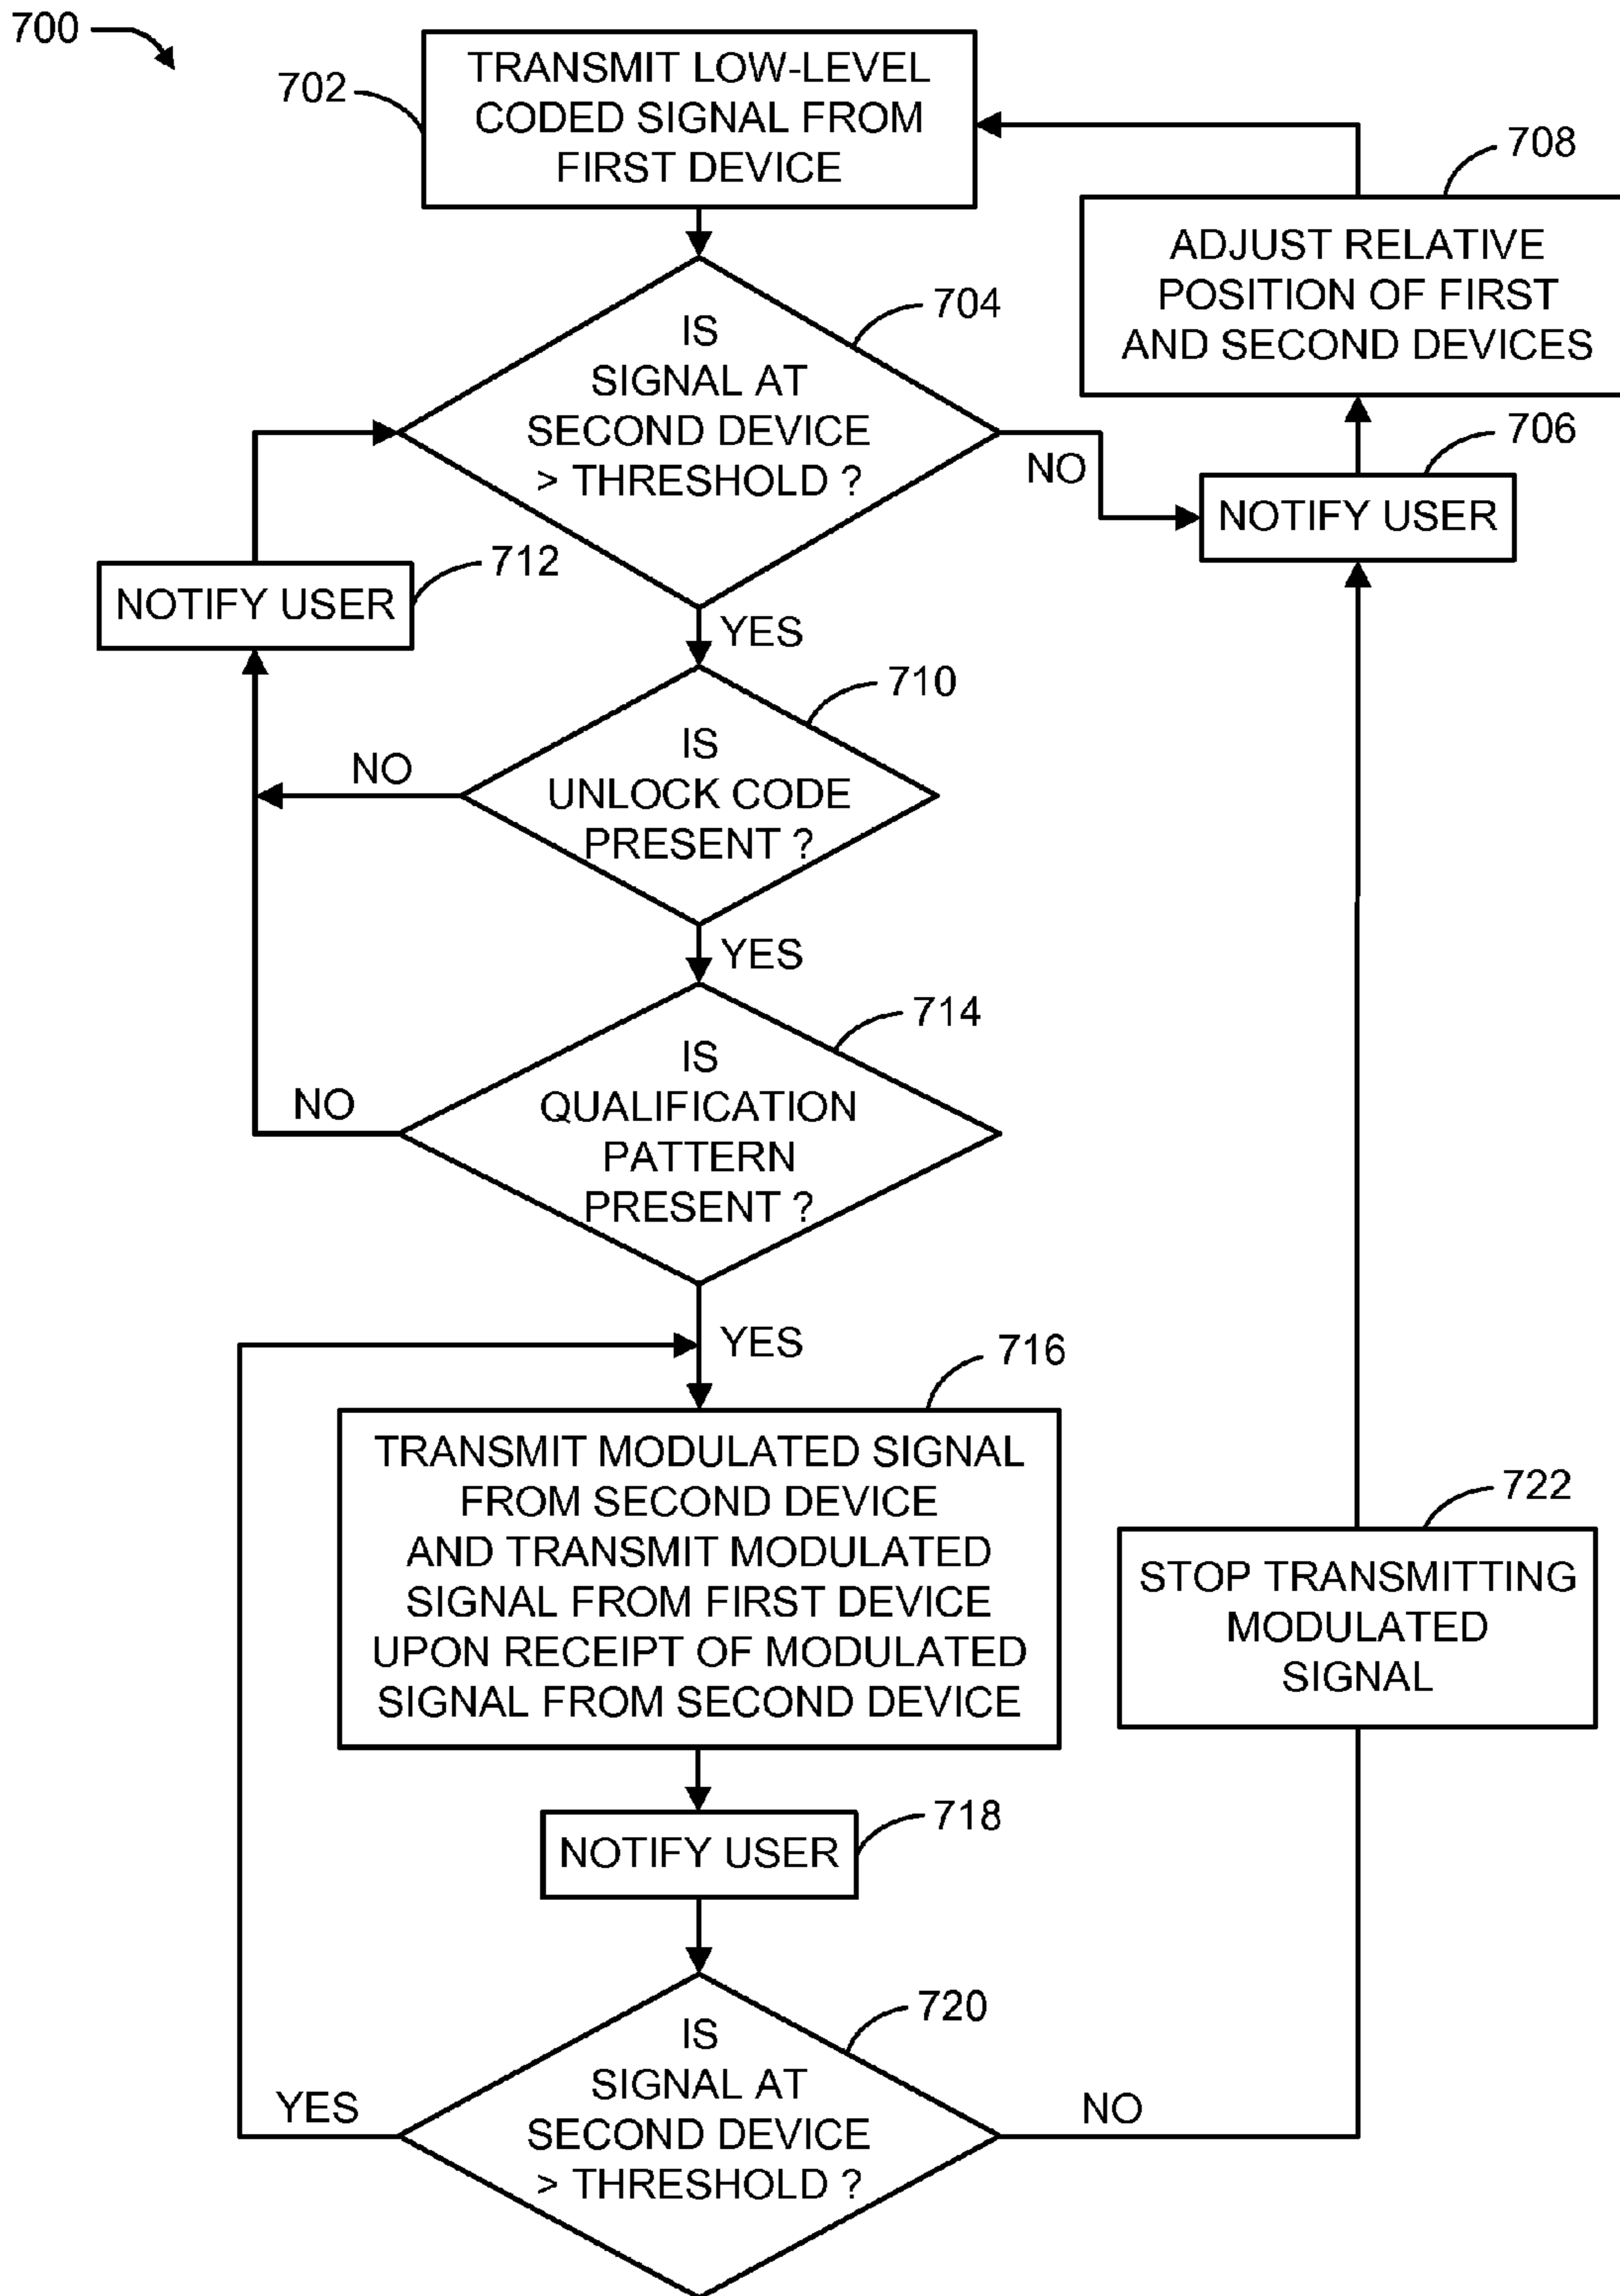 700
702
TRANSMIT LOW-LEVEL
CODED SIGNAL FROM
FIRST DEVICE
708
ADJUST RELATIVE
POSITION OF FIRST
AND SECOND DEVICES
704
IS
SIGNAL AT
SECOND DEVICE
> THRESHOLD ?
NO
706
NOTIFY USER
712
NOTIFY USER
YES
710
IS
UNLOCK CODE
PRESENT ?
NO
YES
714
IS
QUALIFICATION
PATTERN
PRESENT ?
NO
YES
716
TRANSMIT MODULATED SIGNAL
FROM SECOND DEVICE
AND TRANSMIT MODULATED
SIGNAL FROM FIRST DEVICE
UPON RECEIPT OF MODULATED
SIGNAL FROM SECOND DEVICE
722
STOP TRANSMITTING
MODULATED
SIGNAL
718
NOTIFY USER
720
IS
SIGNAL AT
SECOND DEVICE
> THRESHOLD ?
YES
NO